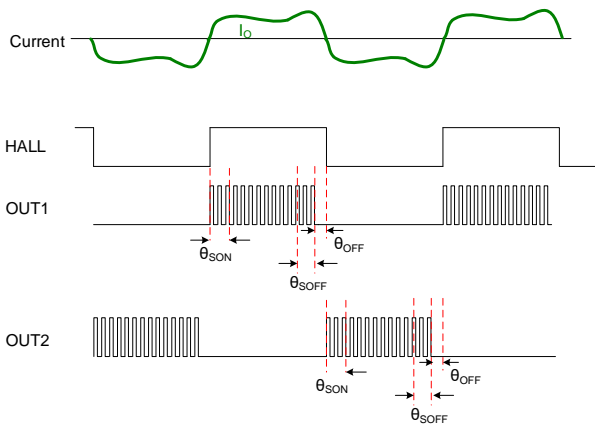 Current
I_O
HALL
OUT1
θ_OFF
θ_SON
θ_SOFF
OUT2
θ_OFF
θ_SON
θ_SOFF